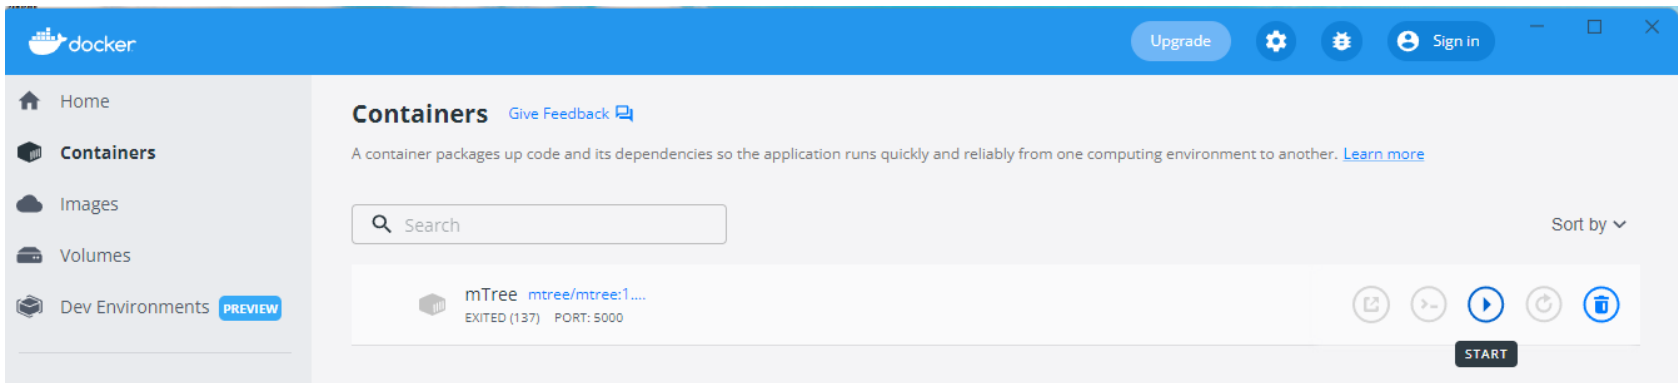 docker
Upgrade
Sign in
Home
Containers
Images
Volumes
Dev Environments PREVIEW
Containers Give Feedback
A container packages up code and its dependencies so the application runs quickly and reliably from one computing environment to another. Learn more
Search
Sort by
mTree mtree/mtree:1....
EXITED (137) PORT: 5000
START